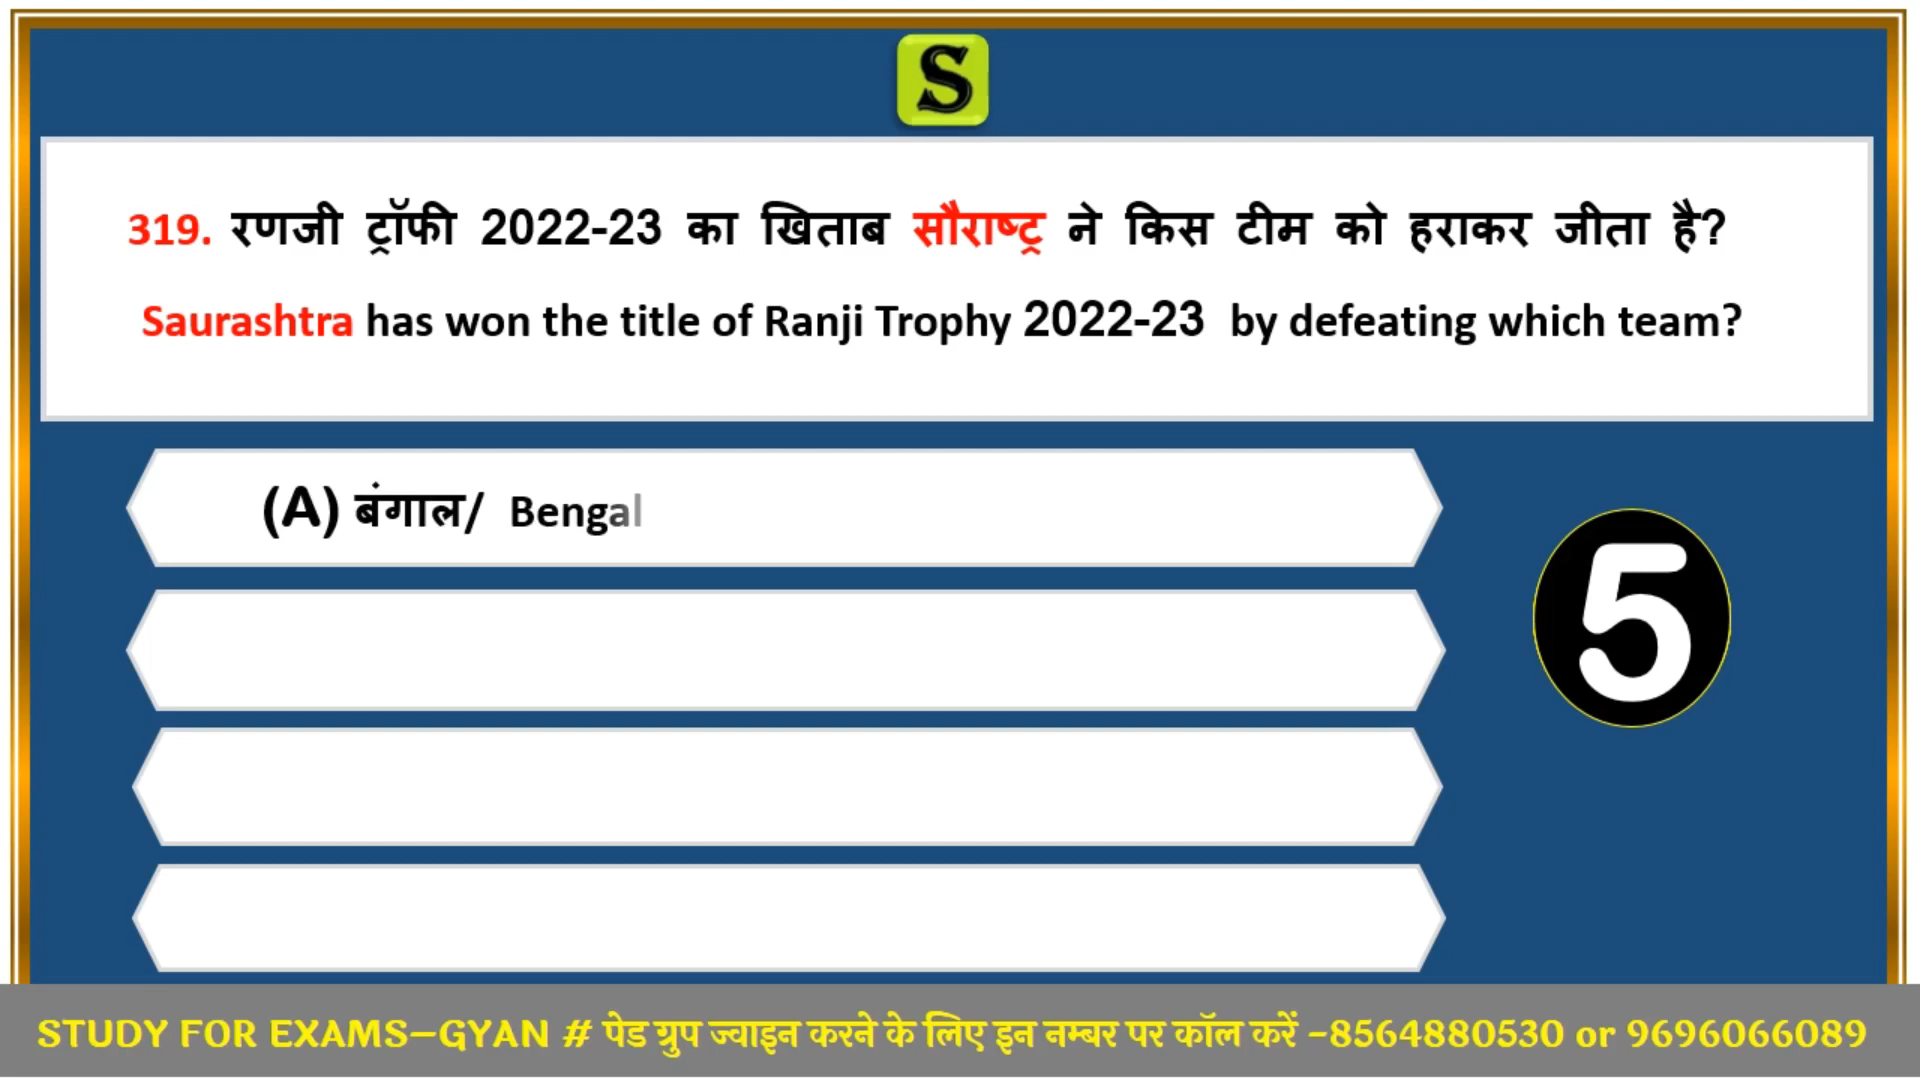 S
319. रणजी ट्रॉफी 2022-23 का खिताब सौराष्ट्र ने किस टीम को हराकर जीता है?
Saurashtra has won the title of Ranji Trophy 2022-23 by defeating which team?
(A) बंगाल/ Bengal
5
STUDY FOR EXAMS–GYAN # पेड ग्रुप ज्वाइन करने के लिए इन नम्बर पर कॉल करें -8564880530 or 9696066089